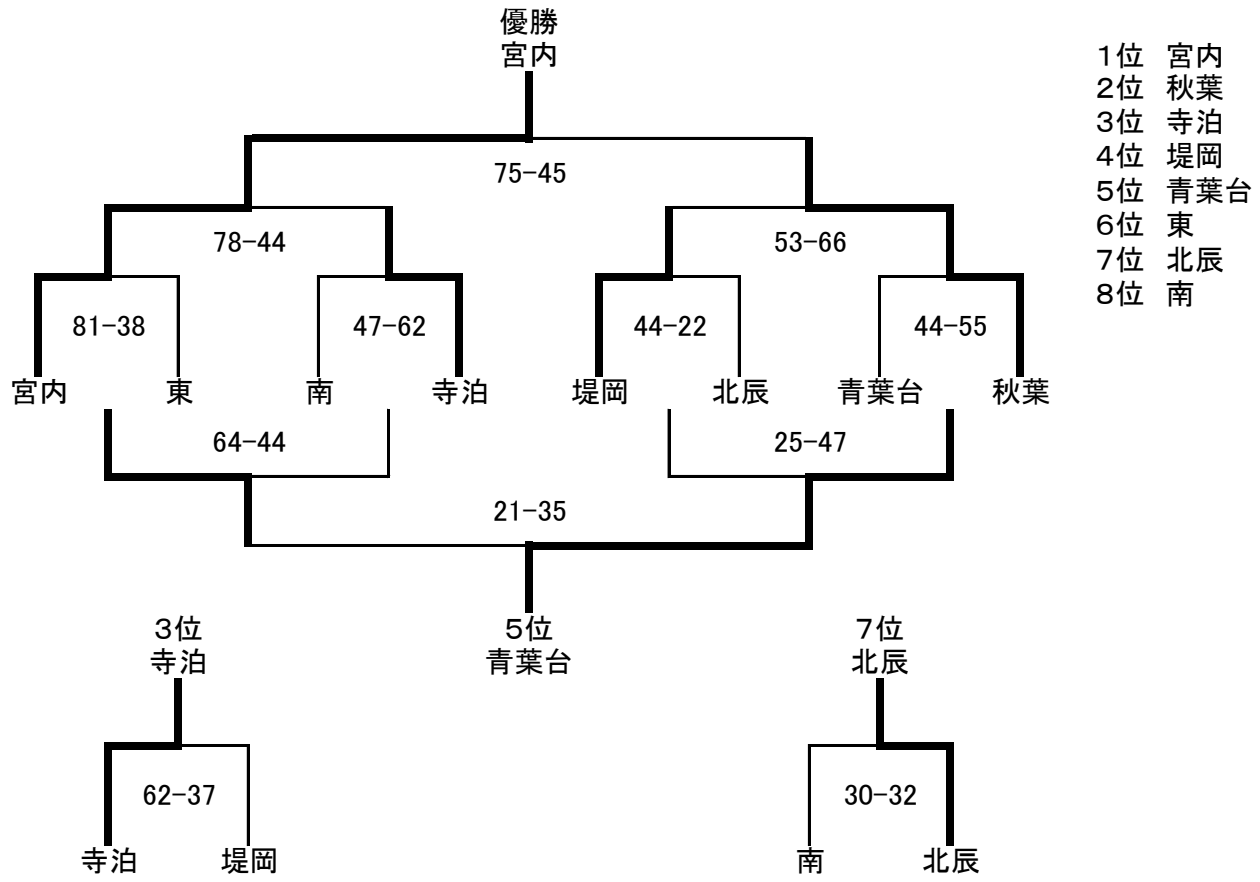 優勝
宮内
1位 宮内
2位 秋葉
3位 寺泊
4位 堤岡
5位 青葉台
6位 東
7位 北辰
8位 南
75-45
78-44
53-66
81-38
47-62
44-22
44-55
宮内 東 南 寺泊 堤岡 北辰 青葉台 秋葉
64-44
25-47
21-35
3位
寺泊
5位
青葉台
7位
北辰
62-37
30-32
寺泊 堤岡
南 北辰